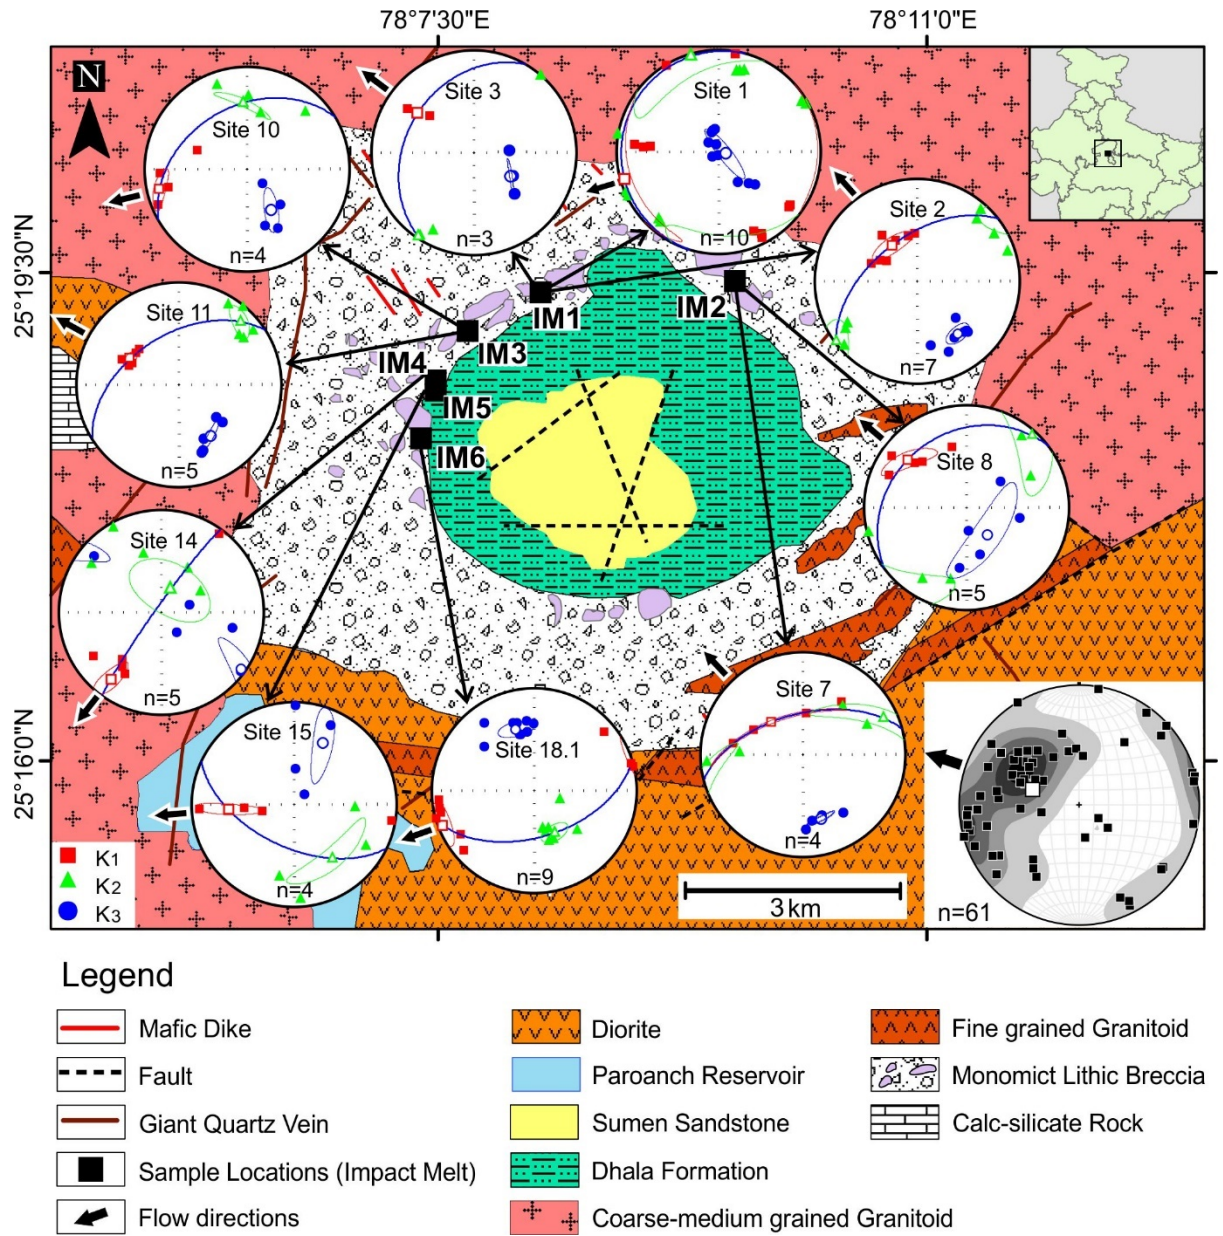 78°7'30"E
78°11'0"E
N
Site 10
n=4
Site 3
n=3
Site 1
n=10
Site 2
n=7
25°19'30"N
Site 11
n=5
IM1
IM2
IM3
IM4
IM5
IM6
Site 8
n=5
Site 14
n=5
25°16'0"N
Site 15
n=4
Site 18.1
n=9
Site 7
n=4
K1
K2
K3
3 km
n=61
Legend
Mafic Dike
Fault
Giant Quartz Vein
Sample Locations (Impact Melt)
Flow directions
Diorite
Paroanch Reservoir
Sumen Sandstone
Dhala Formation
Coarse-medium grained Granitoid
Fine grained Granitoid
Monomict Lithic Breccia
Calc-silicate Rock